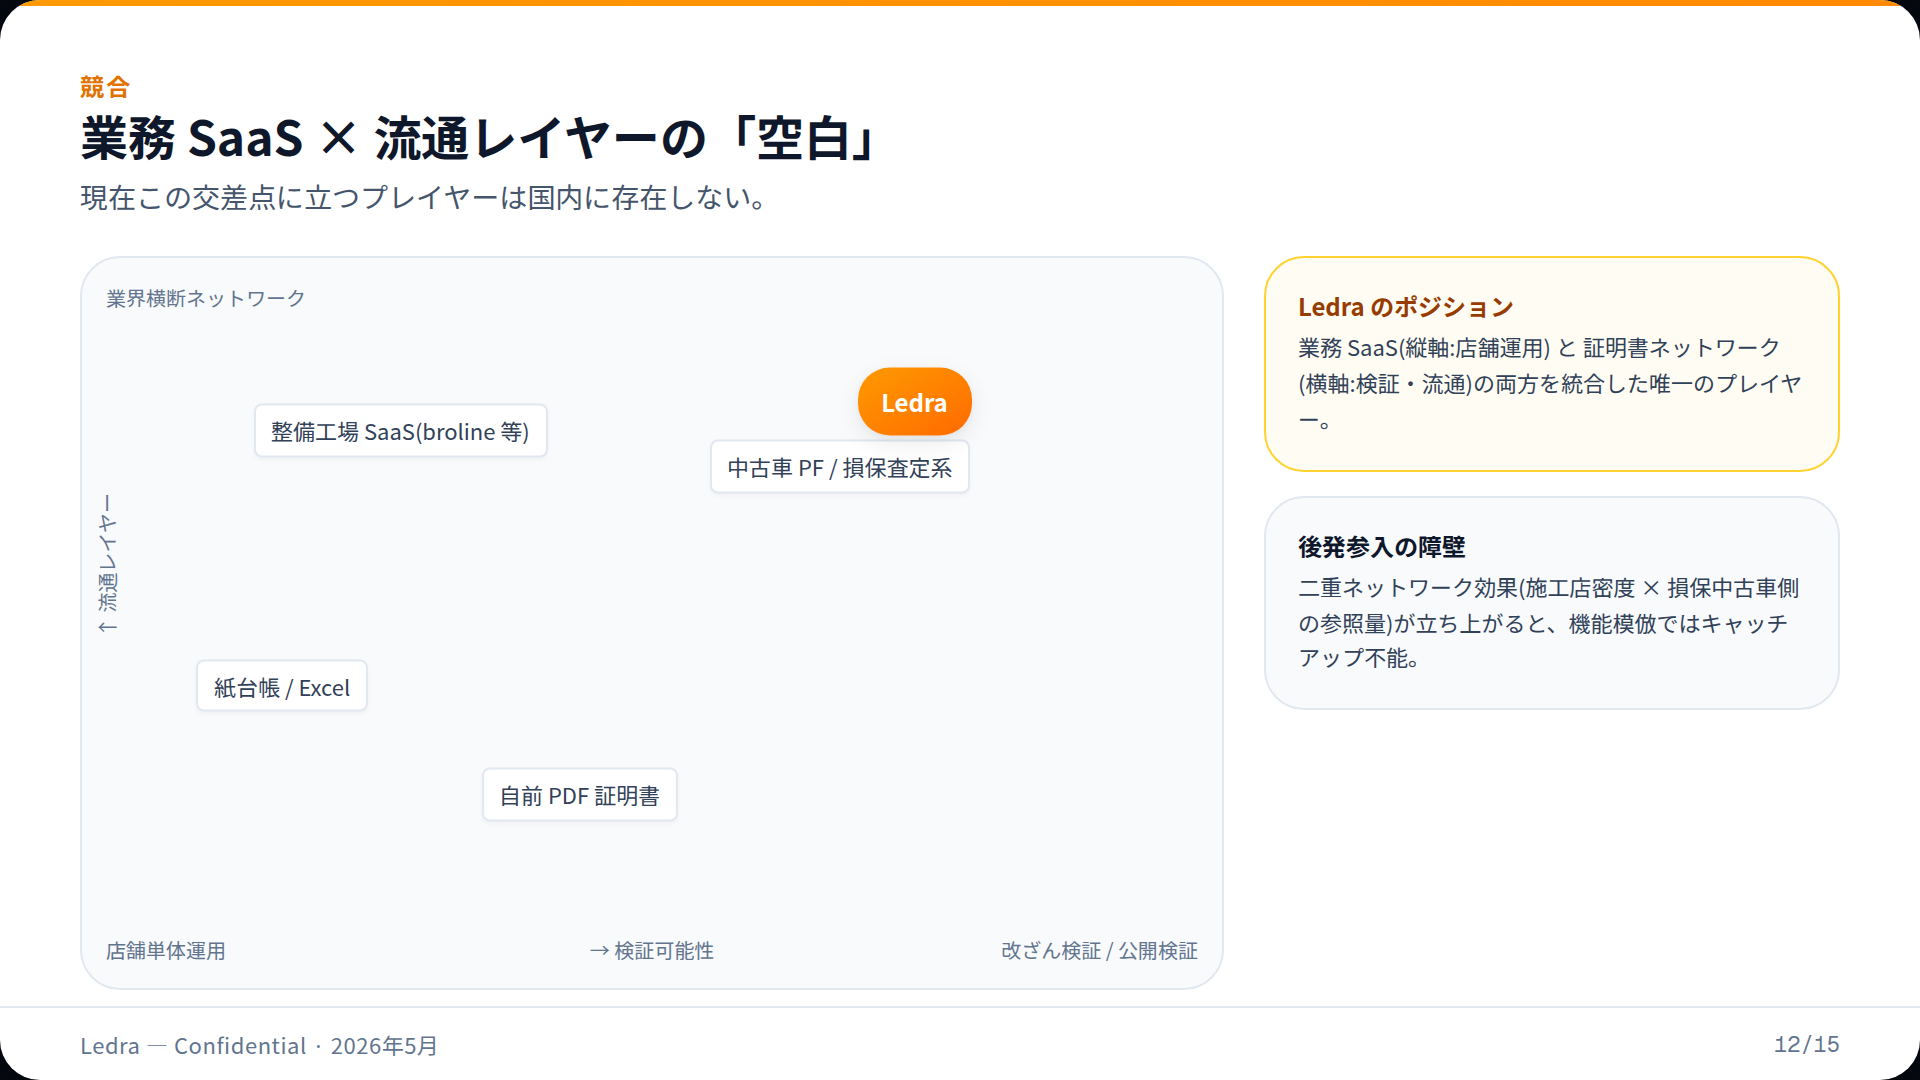 競合
業務 SaaS × 流通レイヤーの「空白」
現在この交差点に立つプレイヤーは国内に存在しない。
業界横断ネットワーク
Ledra
整備工場 SaaS(broline 等)
中古車 PF / 損保査定系
↑ 流通レイヤー
紙台帳 / Excel
自前 PDF 証明書
店舗単体運用
→ 検証可能性
改ざん検証 / 公開検証
Ledra のポジション
業務 SaaS(縦軸:店舗運用) と 証明書ネットワーク
(横軸:検証・流通)の両方を統合した唯一のプレイヤ
ー。
後発参入の障壁
二重ネットワーク効果(施工店密度 × 損保中古車側
の参照量)が立ち上がると、機能模倣ではキャッチ
アップ不能。
Ledra — Confidential · 2026年5月
12/15